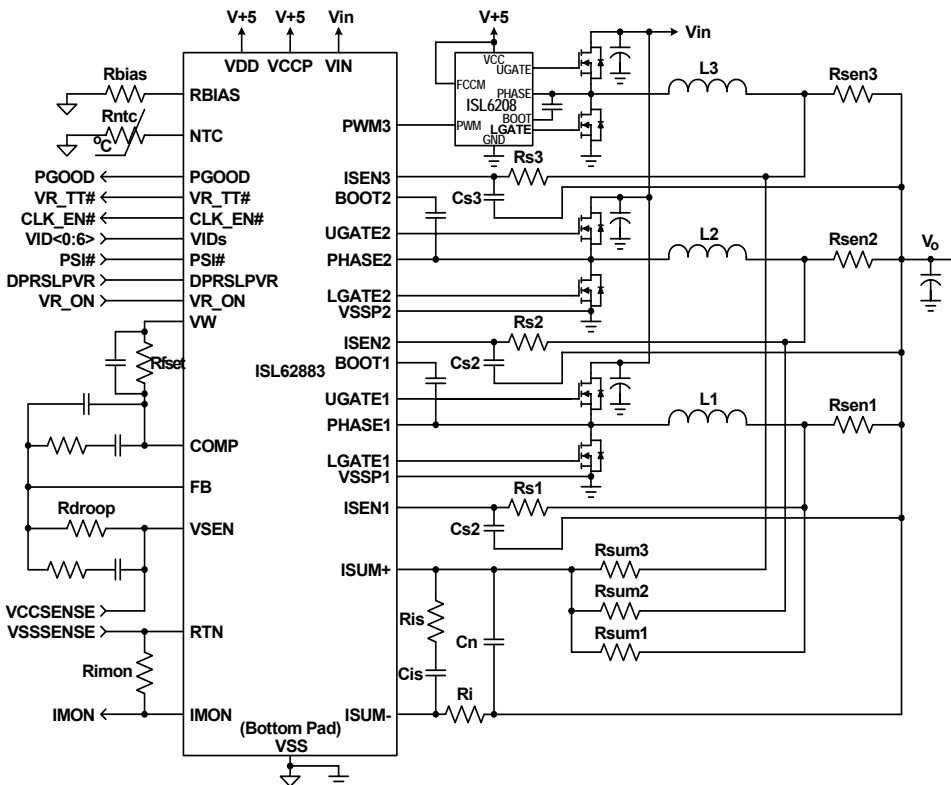 V+5 V+5 Vin V+5
Vin
VDD VCCP VIN
VCC
UGATE
FCCM
PHASE
ISL6208
BOOT
LGATE
PWM
GND
L3
Rsen3
Rbias
RBIAS
Rntc
°C
NTC
PWM3
PGOOD PGOOD
VR_TT# VR_TT#
CLK_EN# CLK_EN#
VID<0:6> VIDs
PSI# PSI#
DPRSLPVR DPRSLPVR
VR_ON VR_ON
VW
Rfset
ISL62883
COMP
FB
Rdroop
VSEN
VCCSENSE
VSSSENSE RTN
Rimon
IMON IMON
(Bottom Pad)
VSS
ISEN3
Rs3
Cs3
BOOT2
UGATE2
PHASE2
L2
Rsen2
Vo
LGATE2
VSSP2
ISEN2
Rs2
Cs2
BOOT1
UGATE1
PHASE1
L1
Rsen1
LGATE1
VSSP1
ISEN1
Rs1
Cs2
ISUM+
Rsum3
Rsum2
Rsum1
Ris
Cn
Cis
Ri
ISUM-